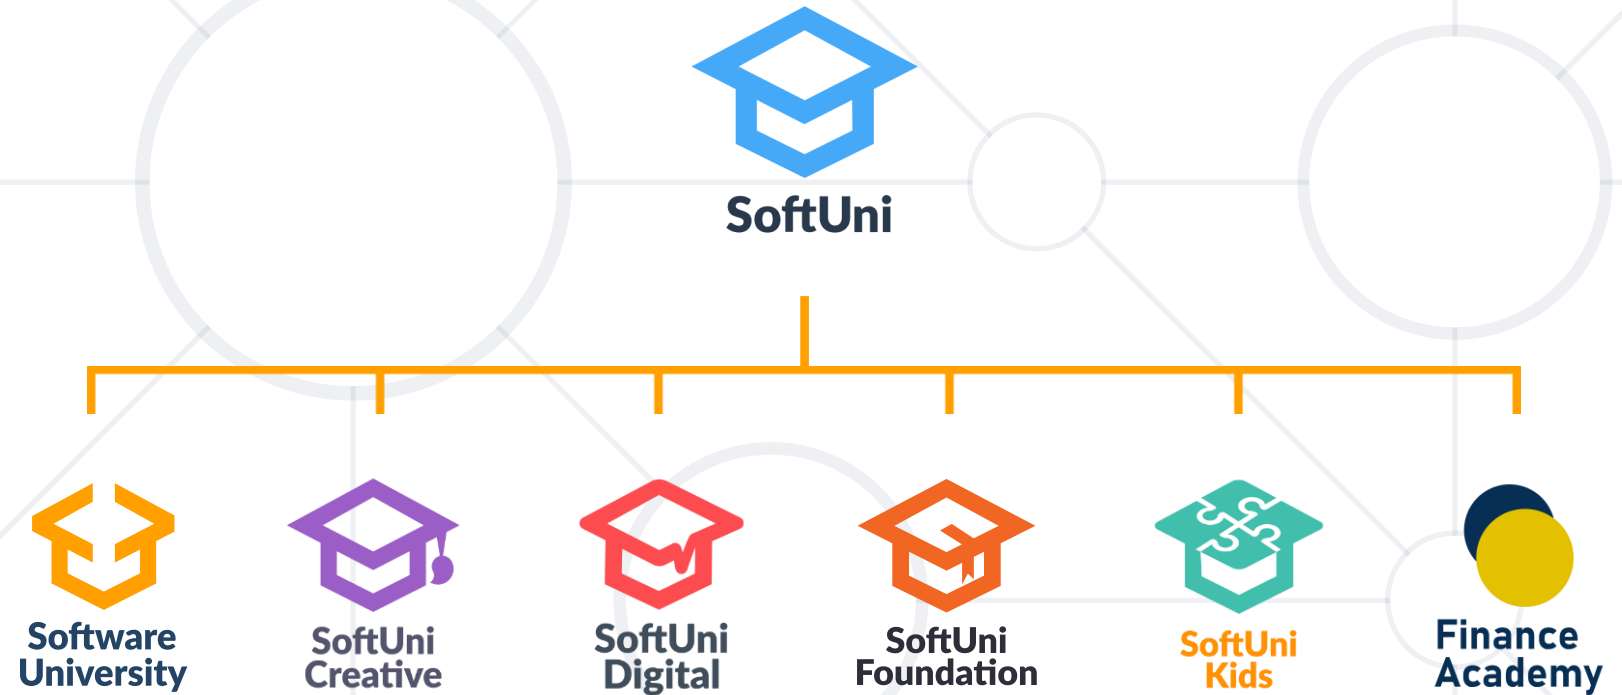 SoftUni
Software
University
SoftUni
Creative
SoftUni
Digital
SoftUni
Foundation
SoftUni
Kids
Finance
Academy